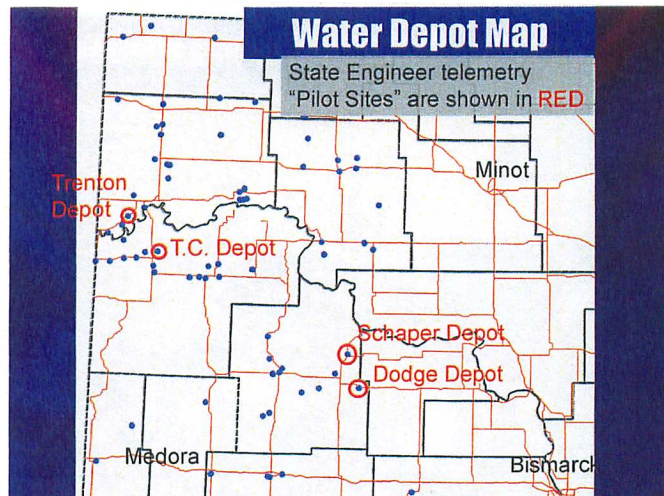 Water Depot Map
State Engineer telemetry
"Pilot Sites" are shown in RED
Minot
Trenton
Depot
T.C. Depot
Schaper Depot
Dodge Depot
Medora
Bismarck